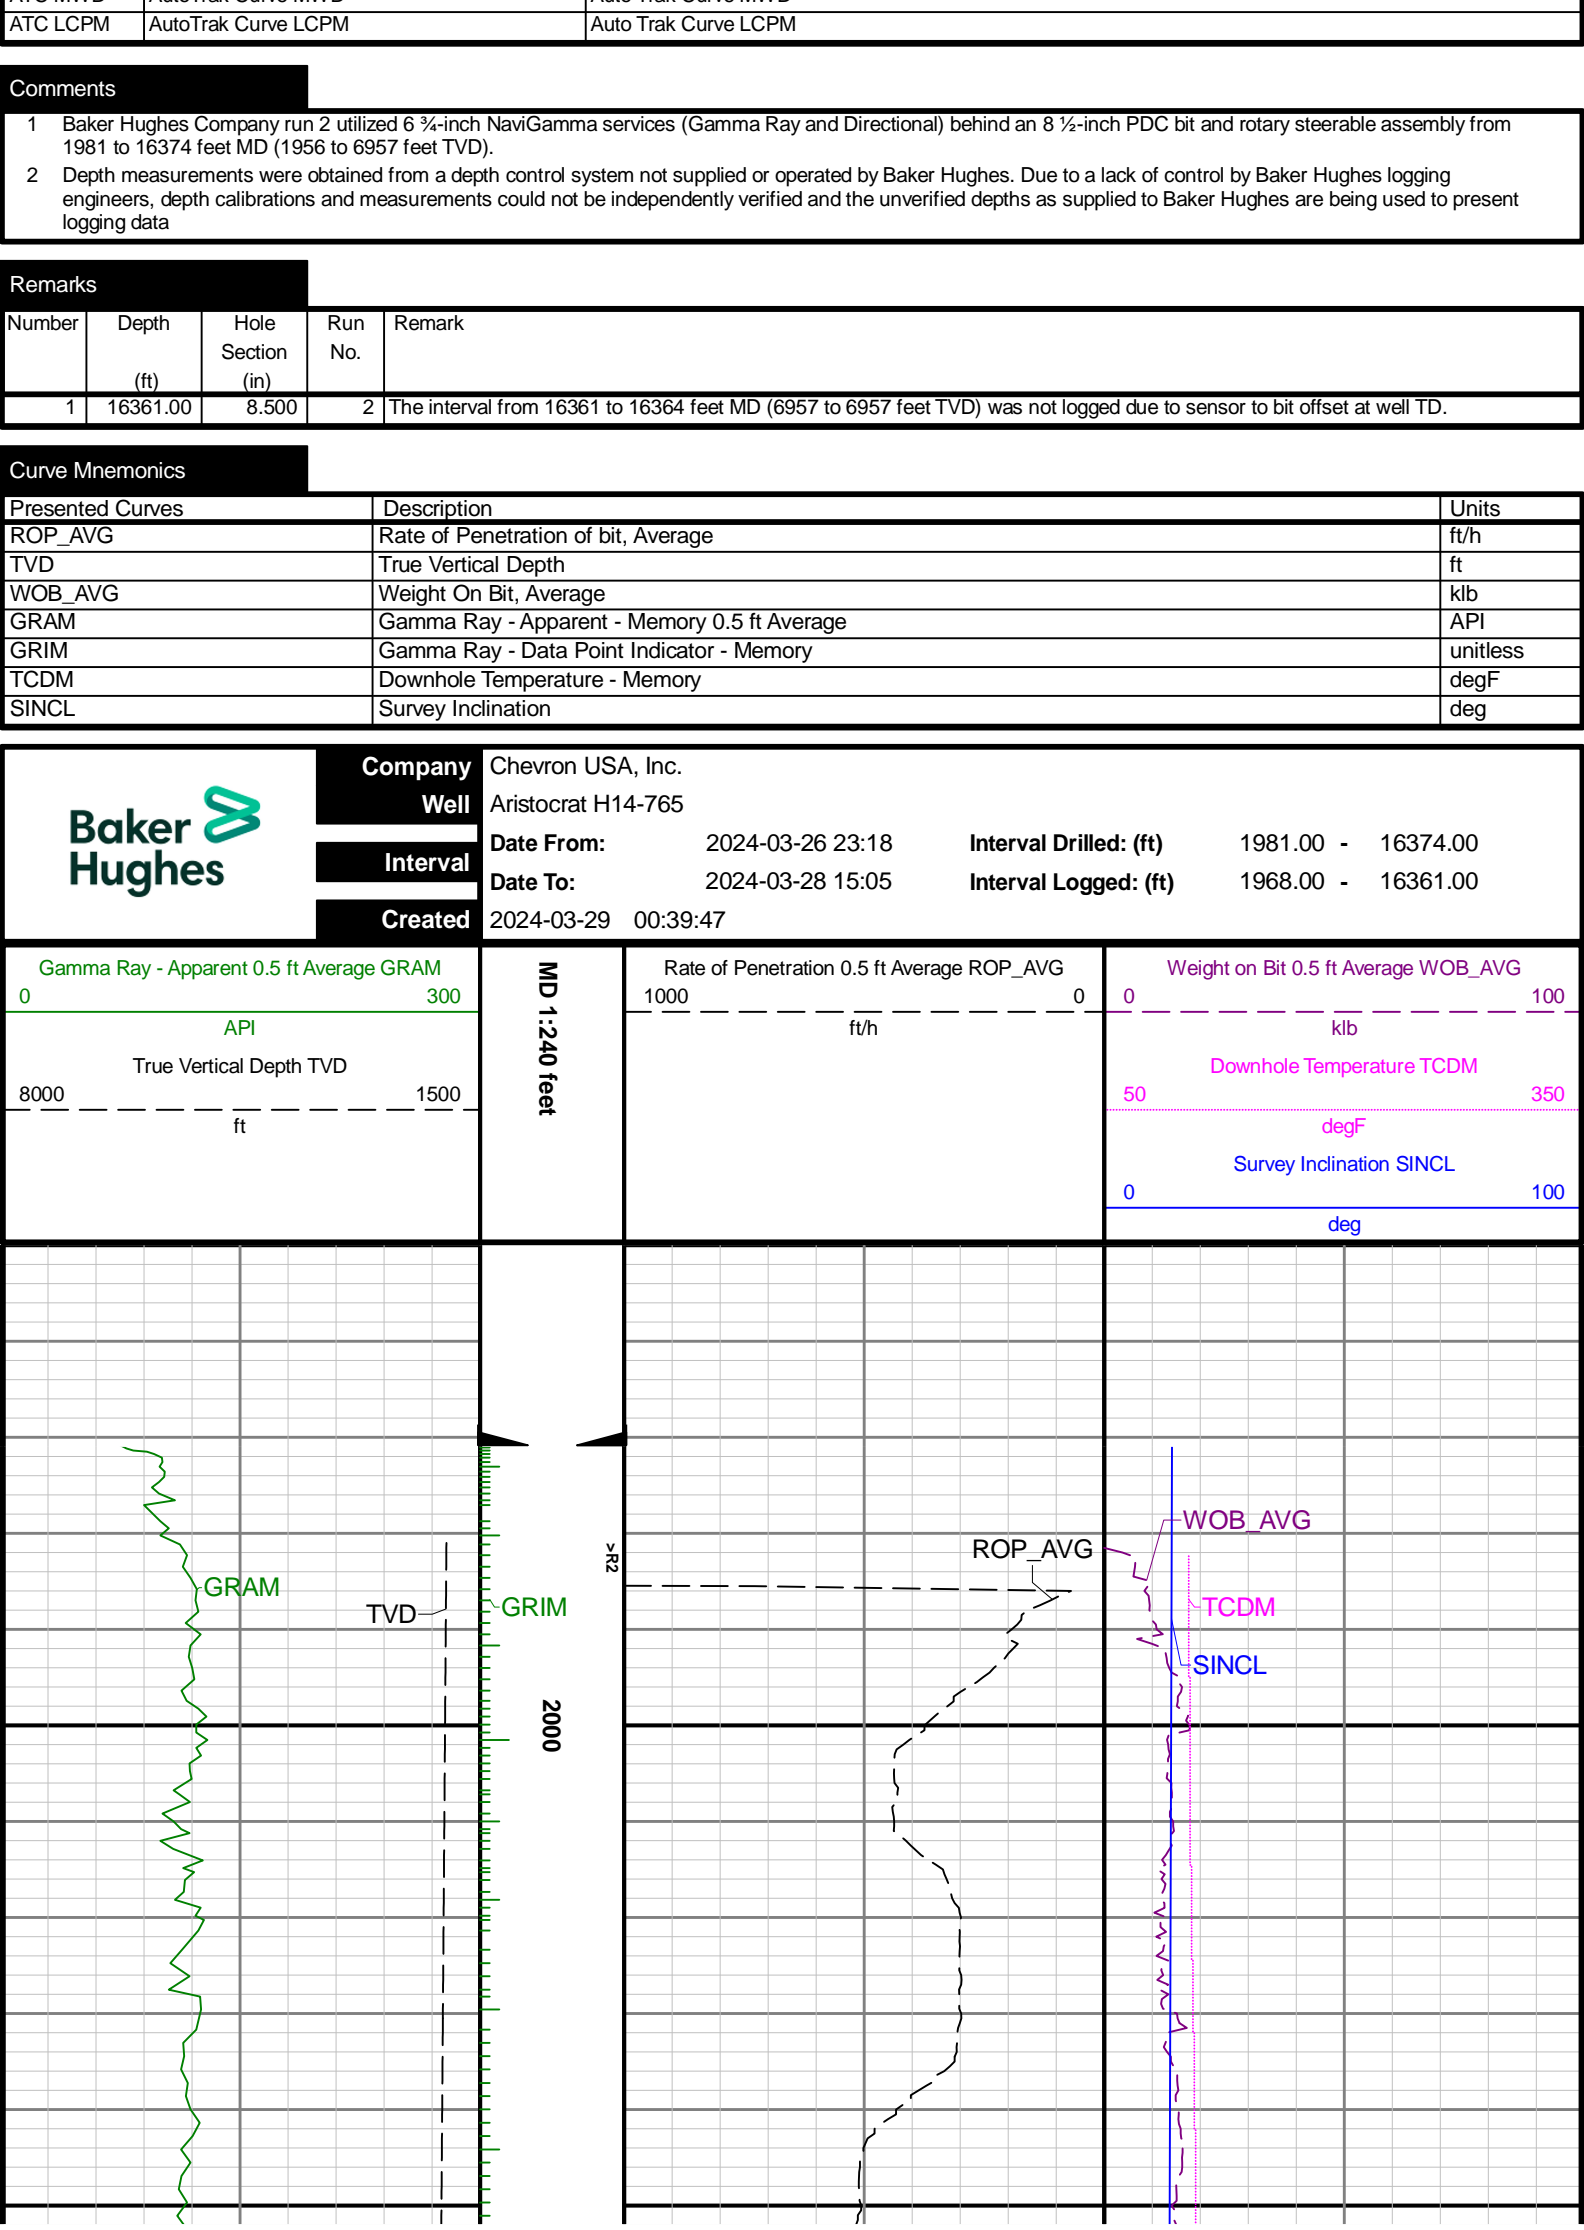 ATC MWD AutoTrak Curve MWD Auto Trak Curve MWD
ATC LCPM AutoTrak Curve LCPM Auto Trak Curve LCPM
Comments
1 Baker Hughes Company run 2 utilized 6 ¾-inch NaviGamma services (Gamma Ray and Directional) behind an 8 ½-inch PDC bit and rotary steerable assembly from
1981 to 16374 feet MD (1956 to 6957 feet TVD).
2 Depth measurements were obtained from a depth control system not supplied or operated by Baker Hughes. Due to a lack of control by Baker Hughes logging
engineers, depth calibrations and measurements could not be independently verified and the unverified depths as supplied to Baker Hughes are being used to present
logging data
Remarks
Number Depth Hole Run Remark
Section No.
(ft) (in)
1 16361.00 8.500 2 The interval from 16361 to 16364 feet MD (6957 to 6957 feet TVD) was not logged due to sensor to bit offset at well TD.
Curve Mnemonics
Presented Curves Description Units
ROP_AVG Rate of Penetration of bit, Average ft/h
TVD True Vertical Depth ft
WOB_AVG Weight On Bit, Average klb
GRAM Gamma Ray - Apparent - Memory 0.5 ft Average API
GRIM Gamma Ray - Data Point Indicator - Memory unitless
TCDM Downhole Temperature - Memory degF
SINCL Survey Inclination deg
Baker
Hughes
Company Chevron USA, Inc.
Well Aristocrat H14-765
Interval
Date From: 2024-03-26 23:18 Interval Drilled: (ft) 1981.00 - 16374.00
Date To: 2024-03-28 15:05 Interval Logged: (ft) 1968.00 - 16361.00
Created 2024-03-29 00:39:47
Gamma Ray - Apparent 0.5 ft Average GRAM
0 300
API
True Vertical Depth TVD
8000 1500
ft
MD 1:240 feet
Rate of Penetration 0.5 ft Average ROP_AVG
1000 0
ft/h
Weight on Bit 0.5 ft Average WOB_AVG
0 100
klb
Downhole Temperature TCDM
50 350
degF
Survey Inclination SINCL
0 100
deg
WOB_AVG
ROP_AVG
>R2
GRAM
TVD
GRIM
TCDM
SINCL
2000